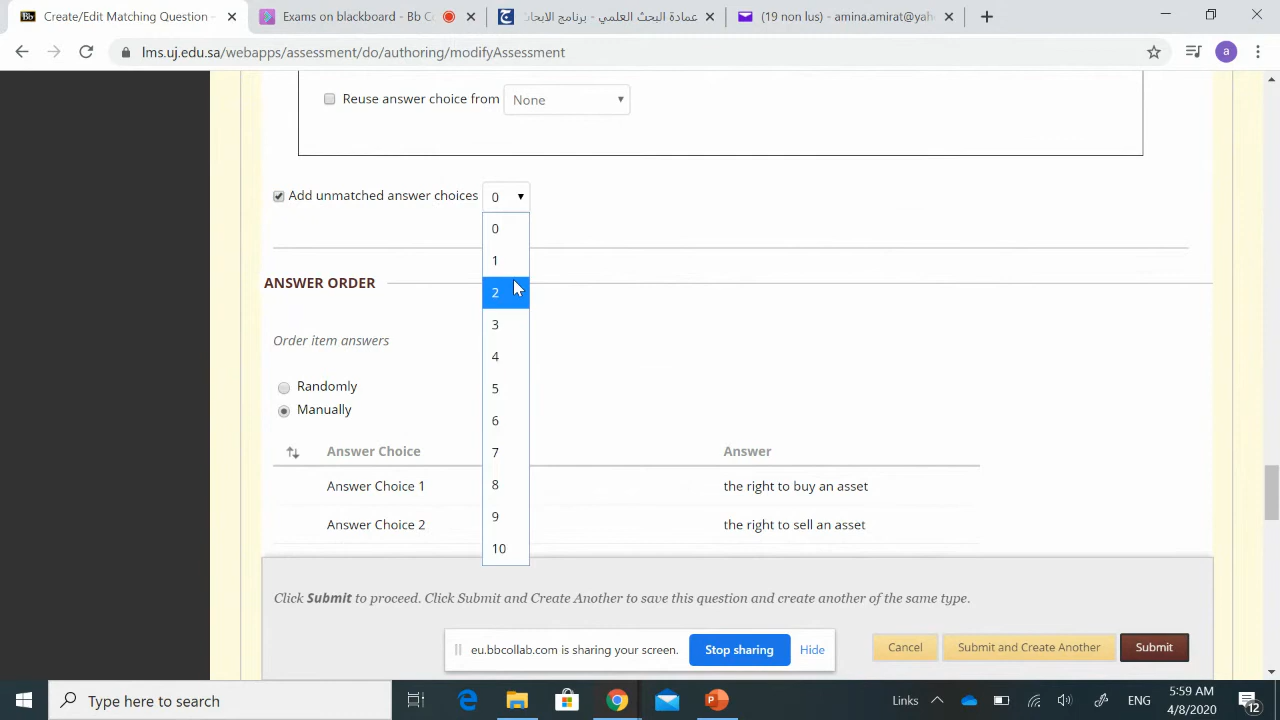 Create/Edit Matching Question
Exams on blackboard - Bb C
عمادة البحث العلمي - برنامج الابحاث
(19 non lus) - amina.amirat@yah
lms.uj.edu.sa/webapps/assessment/do/authoring/modifyAssessment
a
Reuse answer choice from None
Add unmatched answer choices 0
0
1
2
3
4
5
6
7
8
9
10
ANSWER ORDER
Order item answers
Randomly
Manually
Answer Choice Answer
Answer Choice 1 the right to buy an asset
Answer Choice 2 the right to sell an asset
Click Submit to proceed. Click Submit and Create Another to save this question and create another of the same type.
eu.bbcollab.com is sharing your screen. Stop sharing Hide
Cancel Submit and Create Another Submit
Type here to search
Links ENG
5:59 AM
4/8/2020
12